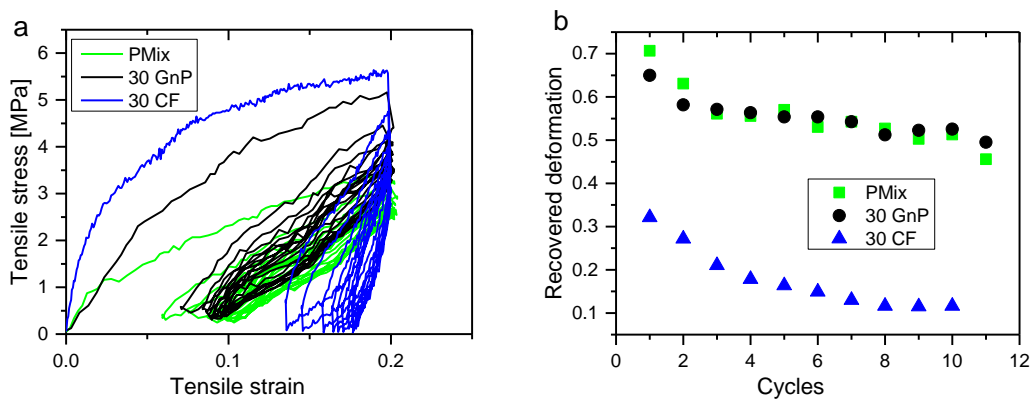 a
Tensile stress [MPa]
6
5
4
3
2
1
0
PMix
30 GnP
30 CF
0.0 0.1 0.2
Tensile strain
b
Recovered deformation
0.7
0.6
0.5
0.4
0.3
0.2
0.1
PMix
30 GnP
30 CF
0 2 4 6 8 10 12
Cycles